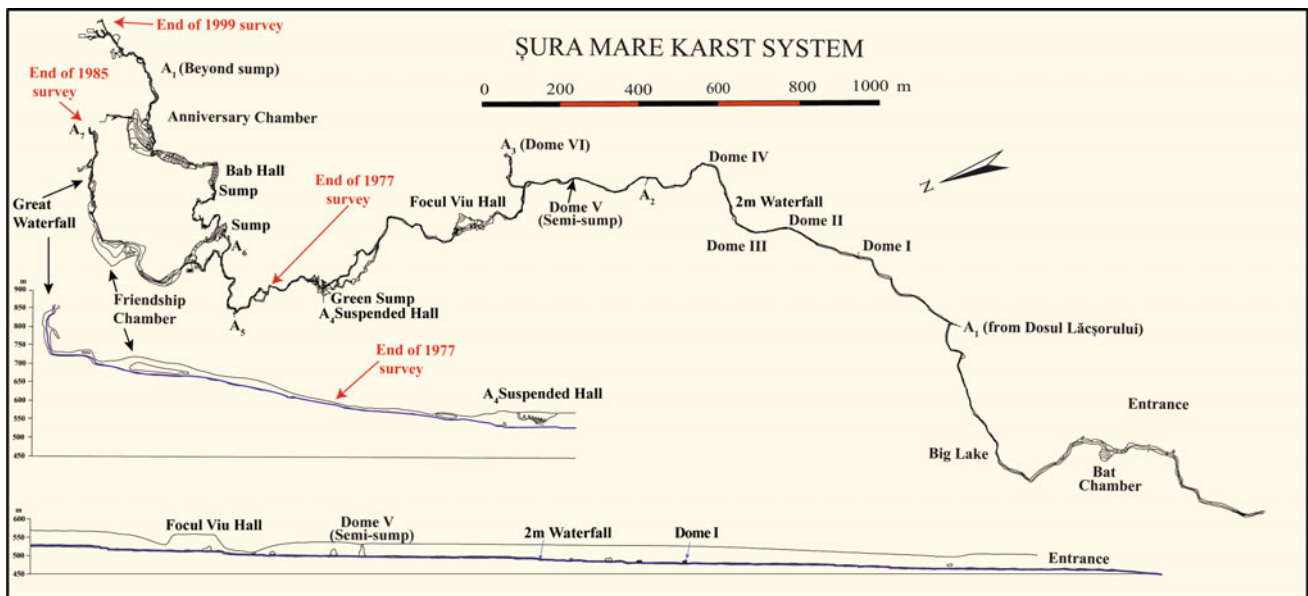 ȘURA MARE KARST SYSTEM
0 200 400 600 800 1000 m
N
End of 1999 survey
A1 (Beyond sump)
End of 1985
survey
A7
Anniversary Chamber
Bab Hall
Sump
Great
Waterfall
Sump
A6
End of 1977
survey
Focul Viu Hall
A3 (Dome VI)
Dome V
(Semi-sump)
A2
Dome IV
2m Waterfall
Dome III
Dome II
Dome I
Friendship
Chamber
A5
Green Sump
A4 Suspended Hall
A1 (from Dosul Lăcșorului)
Big Lake
Bat
Chamber
Entrance
m
900
850
800
750
700
650
600
550
500
450
End of 1977
survey
A4 Suspended Hall
m
600
550
500
450
Focul Viu Hall
Dome V
(Semi-sump)
2m Waterfall
Dome I
Entrance